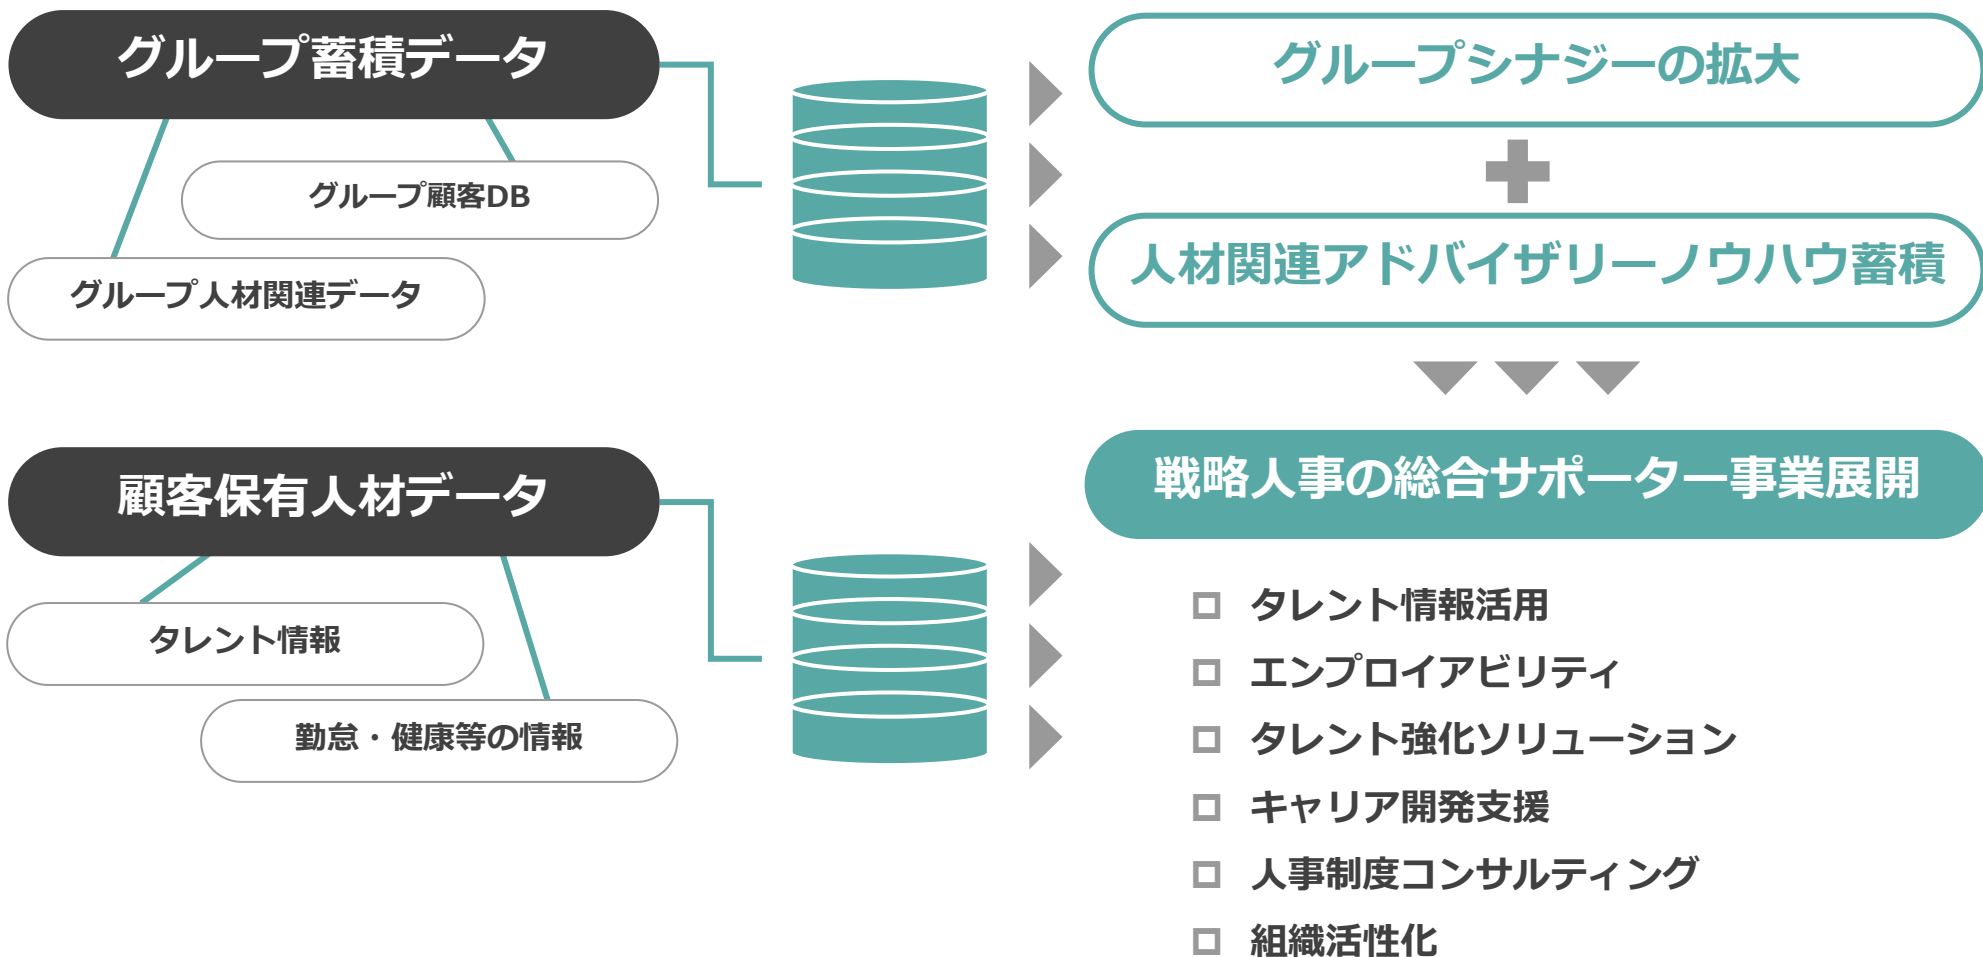 グループ蓄積データ
グループ顧客DB
グループ人材関連データ
グループシナジーの拡大
人材関連アドバイザリーノウハウ蓄積
顧客保有人材データ
タレント情報
勤怠・健康等の情報
戦略人事の総合サポーター事業展開
タレント情報活用
エンプロイアビリティ
タレント強化ソリューション
キャリア開発支援
人事制度コンサルティング
組織活性化